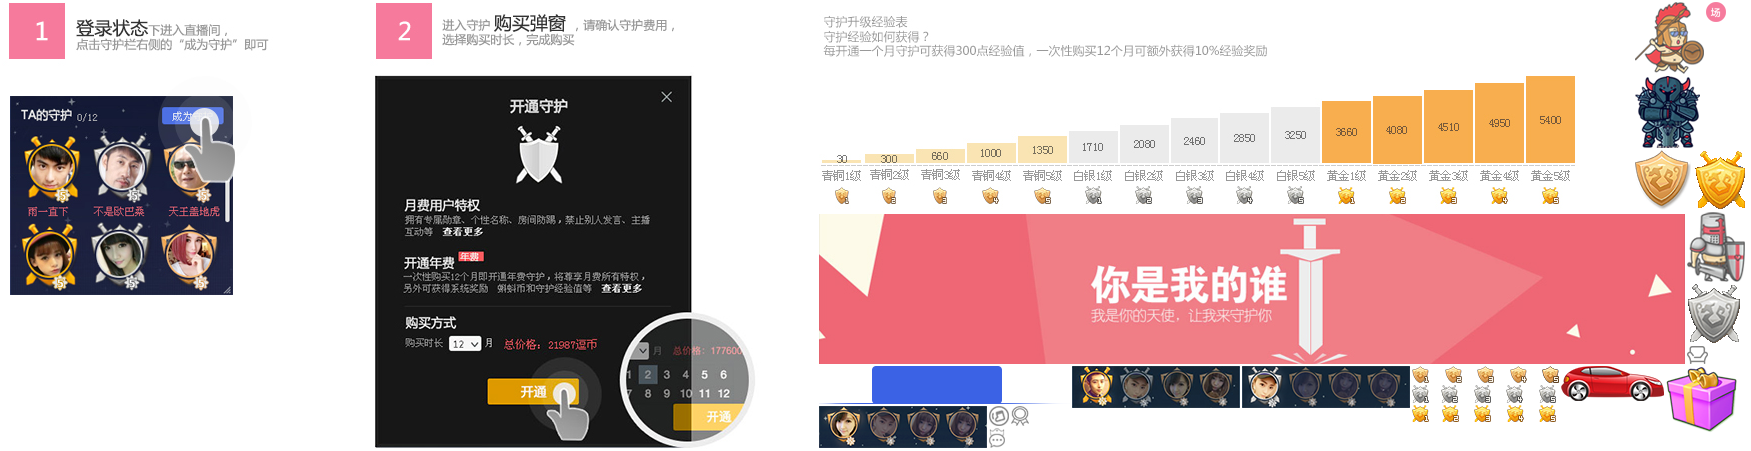 1
登录状态下进入直播间，
点击守护栏右侧的“成为守护”即可
TA的守护 0/12
成为
雨一直下
不是欧巴桑
天王盖地虎
2
进入守护 购买弹窗，请确认守护费用，
选择购买时长，完成购买
开通守护
月费用户特权
拥有专属勋章、个性名称、房间防踢，禁止别人发言、主播
互动等 查看更多
开通年费 年费
一次性购买12个月即开通年费守护，将尊享月费所有特权，
另外可获得系统奖励 蝌蚪币和守护经验值等 查看更多
购买方式
购买时长 12 月 总价格：21987逗币
开通
月 总价格：177600
1 2 3 4 5 6
7 8 9 10 11 12
开通
守护升级经验表
守护经验如何获得？
每开通一个月守护可获得300点经验值，一次性购买12个月可额外获得10%经验奖励
30 300 660 1000 1350 1710 2080 2460 2850 3250 3660 4080 4510 4950 5400
青铜1级 青铜2级 青铜3级 青铜4级 青铜5级 白银1级 白银2级 白银3级 白银4级 白银5级 黄金1级 黄金2级 黄金3级 黄金4级 黄金5级
场
你是我的谁
我是你的天使，让我来守护你